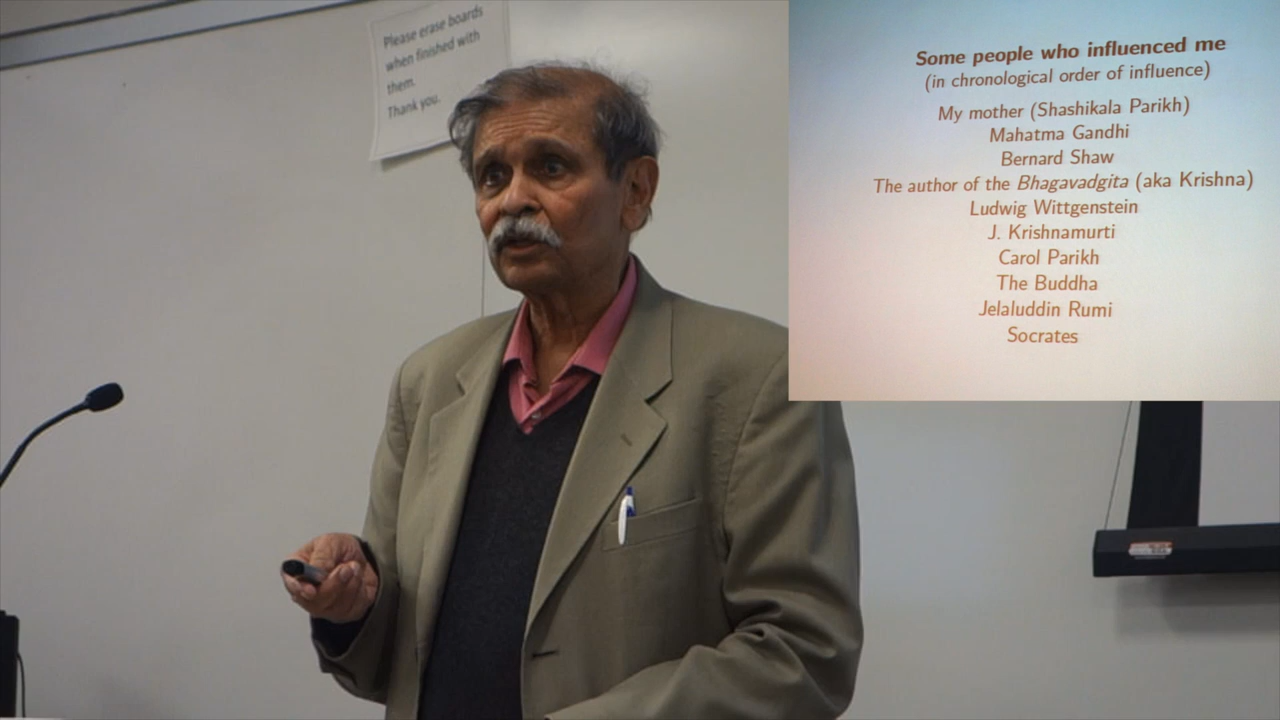 Please erase boards
when finished with
them.
Thank you.
Some people who influenced me
(in chronological order of influence)
My mother (Shashikala Parikh)
Mahatma Gandhi
Bernard Shaw
The author of the Bhagavadgita (aka Krishna)
Ludwig Wittgenstein
J. Krishnamurti
Carol Parikh
The Buddha
Jelaluddin Rumi
Socrates